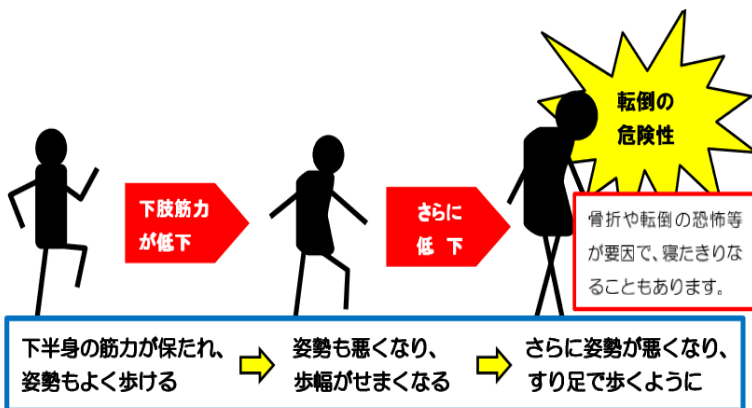 転倒の
危険性
下肢筋力
が低下
さらに
低 下
骨折や転倒の恐怖等
が要因で、寝たきりな
ることもあります。
下半身の筋力が保たれ、
姿勢もよく歩ける
姿勢も悪くなり、
歩幅がせまくなる
さらに姿勢が悪くなり、
すり足で歩くように